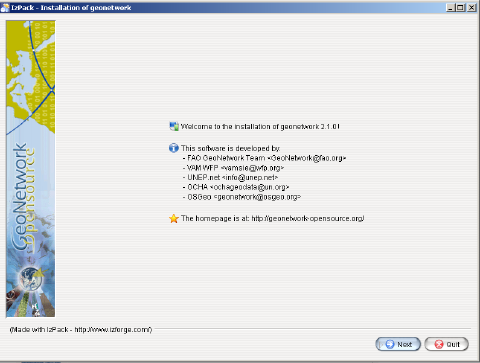 IzPack - Installation of geonetwork
Welcome to the installation of geonetwork 2.1.0!
This software is developed by:
- FAO GeoNetwork Team <GeoNetwork@fao.org>
- VAM WFP <vamsie@wfp.org>
- UNEP.net <info@unep.net>
- OCHA <ochageodata@un.org>
- OSGeo <geonetwork@osgeo.org>
The homepage is at: http://geonetwork-opensource.org/
GeoNetwork
Opensource
(Made with IzPack - http://www.izforge.com/)
Next
Quit